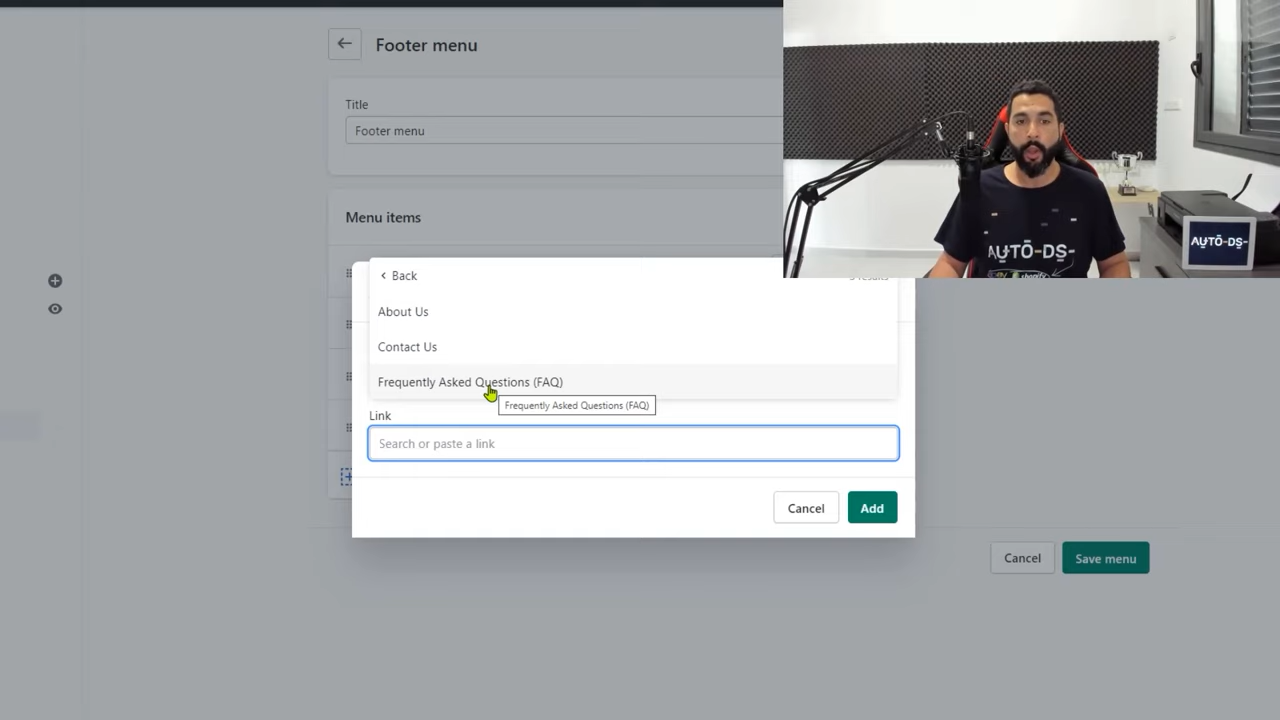 Footer menu
Title
Footer menu
Menu items
Back
About Us
Contact Us
Frequently Asked Questions (FAQ)
Frequently Asked Questions (FAQ)
Link
Search or paste a link
Cancel
Add
Cancel
Save menu
AUTO-DS-
shopify
AUTO-DS-